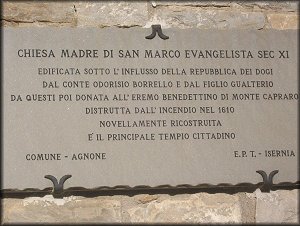 CHIESA MADRE DI SAN MARCO EVANGELISTA SEC XI
EDIFICATA SOTTO L'INFLUSSO DELLA REPUBBLICA DEI DOGI
DAL CONTE ODORISIO BORRELLO E DAL FIGLIO GUALTERIO
DA QUESTI POI DONATA ALL'EREMO BENEDETTINO DI MONTE CAPRARO
DISTRUTTA DALL'INCENDIO NEL 1610
NOVELLAMENTE RICOSTRUITA
E' IL PRINCIPALE TEMPIO CITTADINO
COMUNE - AGNONE E.P.T. - ISERNIA